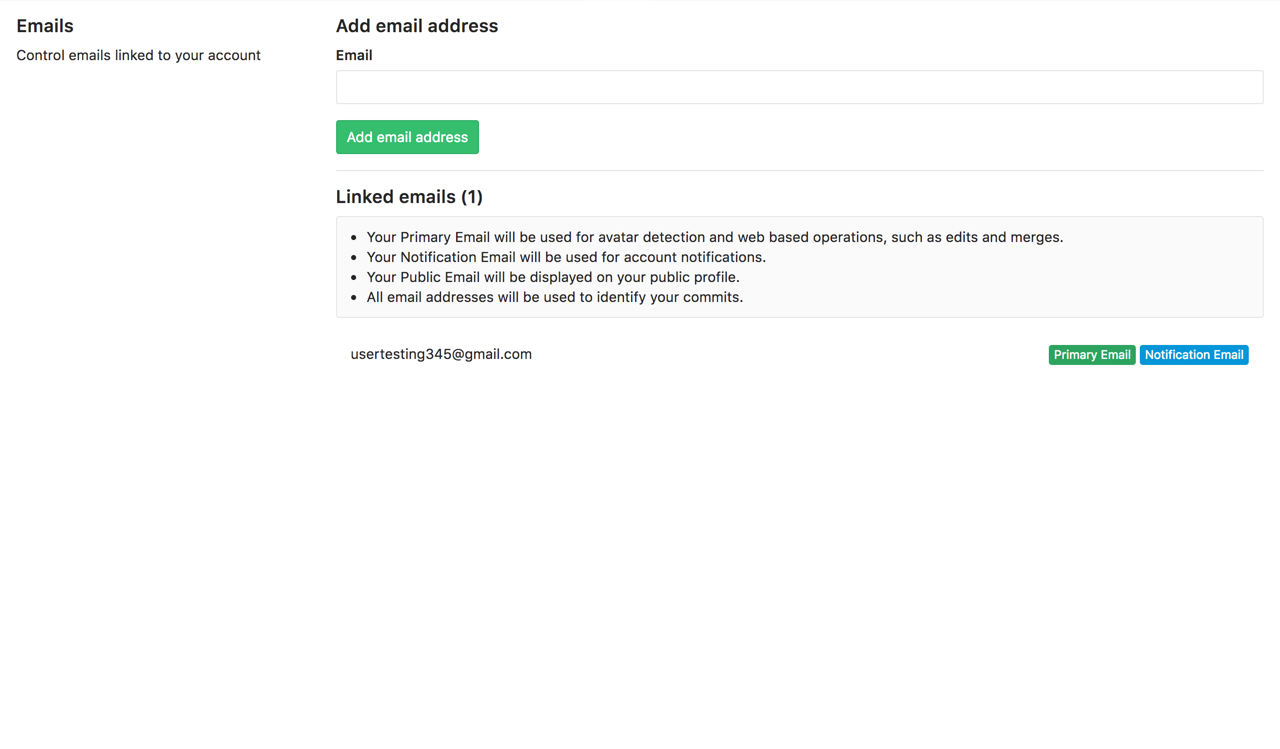 Emails
Control emails linked to your account
Add email address
Email
Add email address
Linked emails (1)
Your Primary Email will be used for avatar detection and web based operations, such as edits and merges.
Your Notification Email will be used for account notifications.
Your Public Email will be displayed on your public profile.
All email addresses will be used to identify your commits.
usertesting345@gmail.com
Primary Email Notification Email